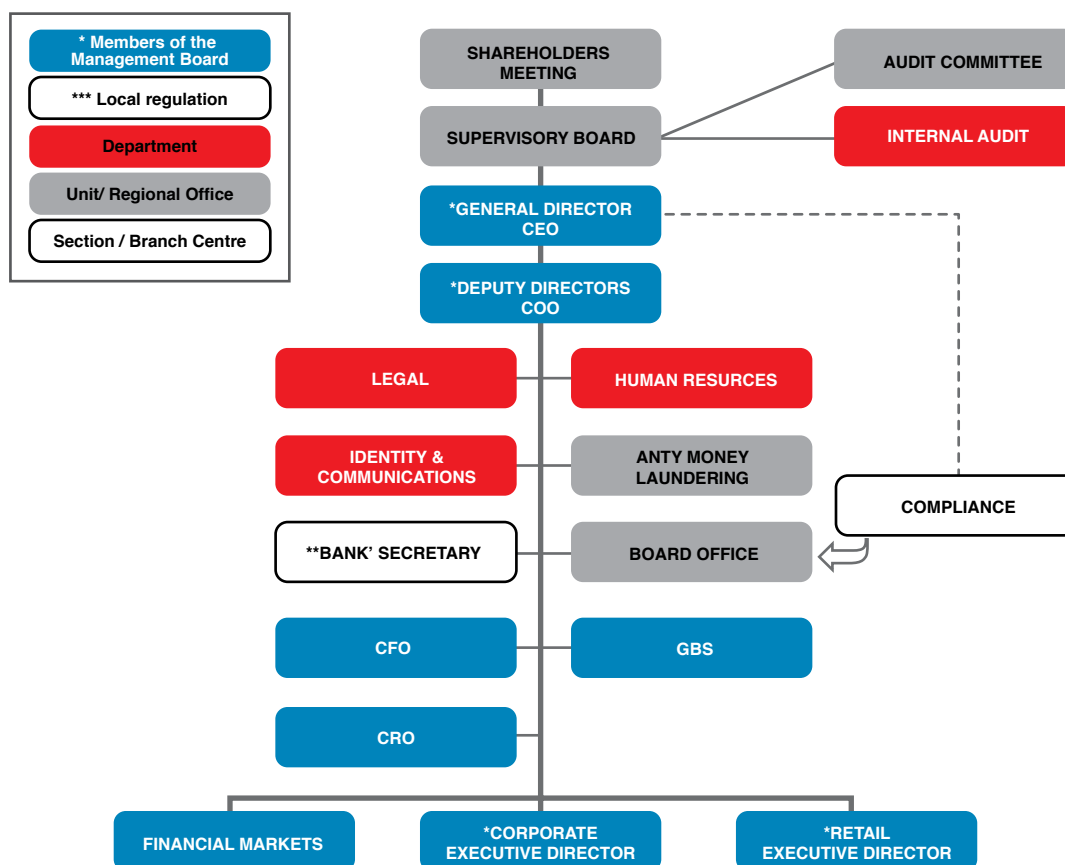 * Members of the
Management Board
*** Local regulation
Department
Unit/ Regional Office
Section / Branch Centre
SHAREHOLDERS
MEETING
AUDIT COMMITTEE
SUPERVISORY BOARD
INTERNAL AUDIT
*GENERAL DIRECTOR
CEO
*DEPUTY DIRECTORS
COO
LEGAL
HUMAN RESURCES
IDENTITY &
COMMUNICATIONS
ANTY MONEY
LAUNDERING
COMPLIANCE
**BANK’ SECRETARY
BOARD OFFICE
CFO
GBS
CRO
FINANCIAL MARKETS
*CORPORATE
EXECUTIVE DIRECTOR
*RETAIL
EXECUTIVE DIRECTOR